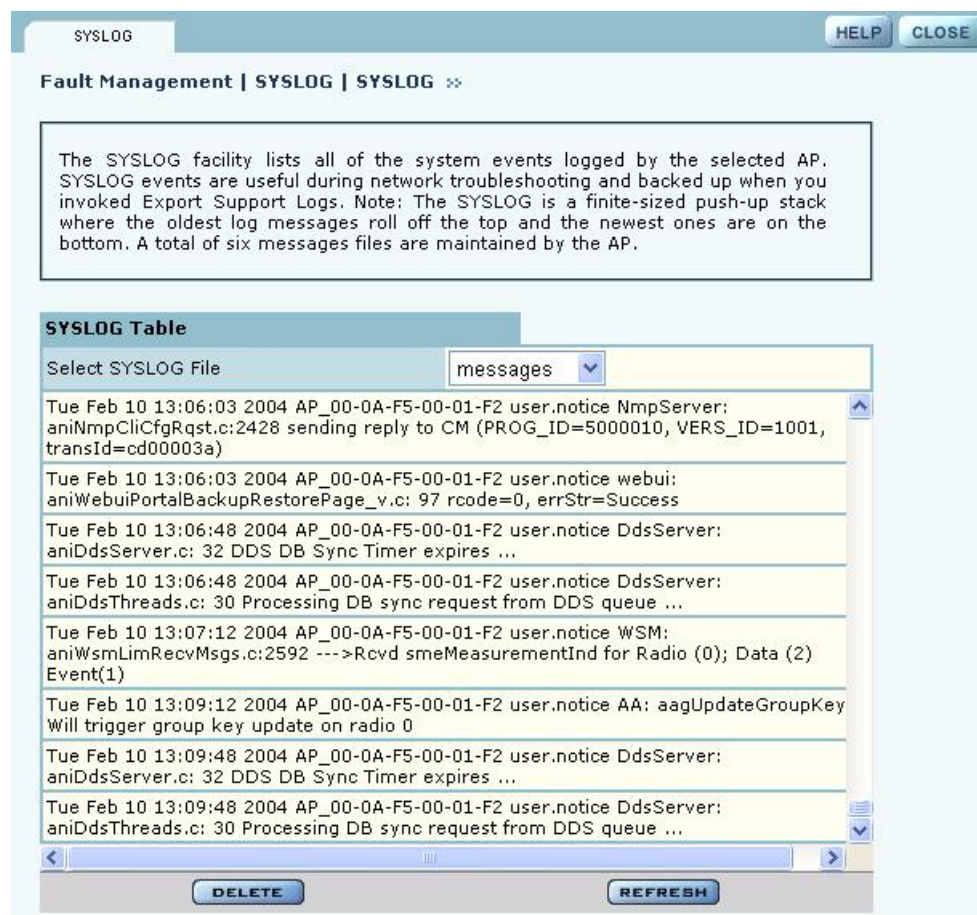 SYSLOG
HELP
CLOSE
Fault Management | SYSLOG | SYSLOG »
The SYSLOG facility lists all of the system events logged by the selected AP.
SYSLOG events are useful during network troubleshooting and backed up when you
invoked Export Support Logs. Note: The SYSLOG is a finite-sized push-up stack
where the oldest log messages roll off the top and the newest ones are on the
bottom. A total of six messages files are maintained by the AP.
SYSLOG Table
Select SYSLOG File
messages
Tue Feb 10 13:06:03 2004 AP_00-0A-F5-00-01-F2 user.notice NmpServer:
aniNmpCliCfgRqst.c:2428 sending reply to CM (PROG_ID=5000010, VERS_ID=1001,
transId=cd00003a)
Tue Feb 10 13:06:03 2004 AP_00-0A-F5-00-01-F2 user.notice webui:
aniWebuiPortalBackupRestorePage_v.c: 97 rcode=0, errStr=Success
Tue Feb 10 13:06:48 2004 AP_00-0A-F5-00-01-F2 user.notice DdsServer:
aniDdsServer.c: 32 DDS DB Sync Timer expires ...
Tue Feb 10 13:06:48 2004 AP_00-0A-F5-00-01-F2 user.notice DdsServer:
aniDdsThreads.c: 30 Processing DB sync request from DDS queue ...
Tue Feb 10 13:07:12 2004 AP_00-0A-F5-00-01-F2 user.notice WSM:
aniWsmLimRecvMsgs.c:2592 --->Rcvd smeMeasurementInd for Radio (0); Data (2)
Event(1)
Tue Feb 10 13:09:12 2004 AP_00-0A-F5-00-01-F2 user.notice AA: aagUpdateGroupKey
Will trigger group key update on radio 0
Tue Feb 10 13:09:48 2004 AP_00-0A-F5-00-01-F2 user.notice DdsServer:
aniDdsServer.c: 32 DDS DB Sync Timer expires ...
Tue Feb 10 13:09:48 2004 AP_00-0A-F5-00-01-F2 user.notice DdsServer:
aniDdsThreads.c: 30 Processing DB sync request from DDS queue ...
DELETE
REFRESH